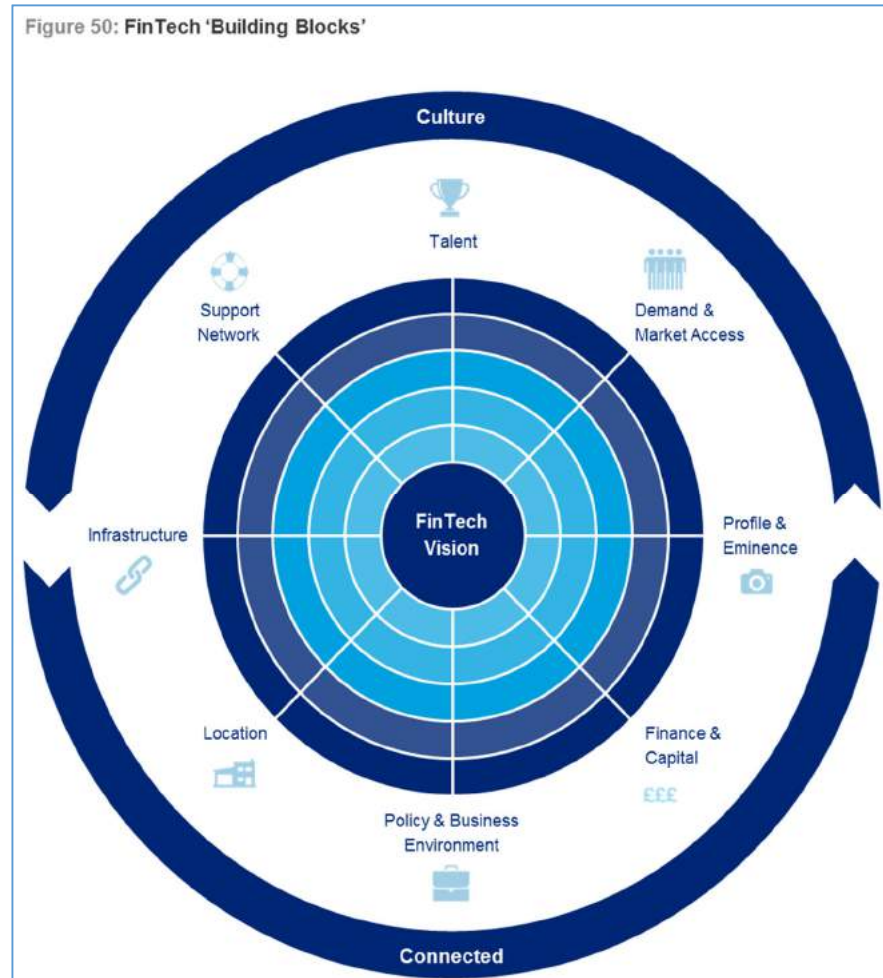 Figure 50: FinTech ‘Building Blocks’
Culture
Talent
Support
Network
Demand &
Market Access
Infrastructure
FinTech
Vision
Profile &
Eminence
Location
Finance &
Capital
£££
Policy & Business
Environment
Connected